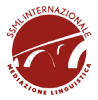 SSML INTERNAZIONALE
MEDIAZIONE LINGUISTICA